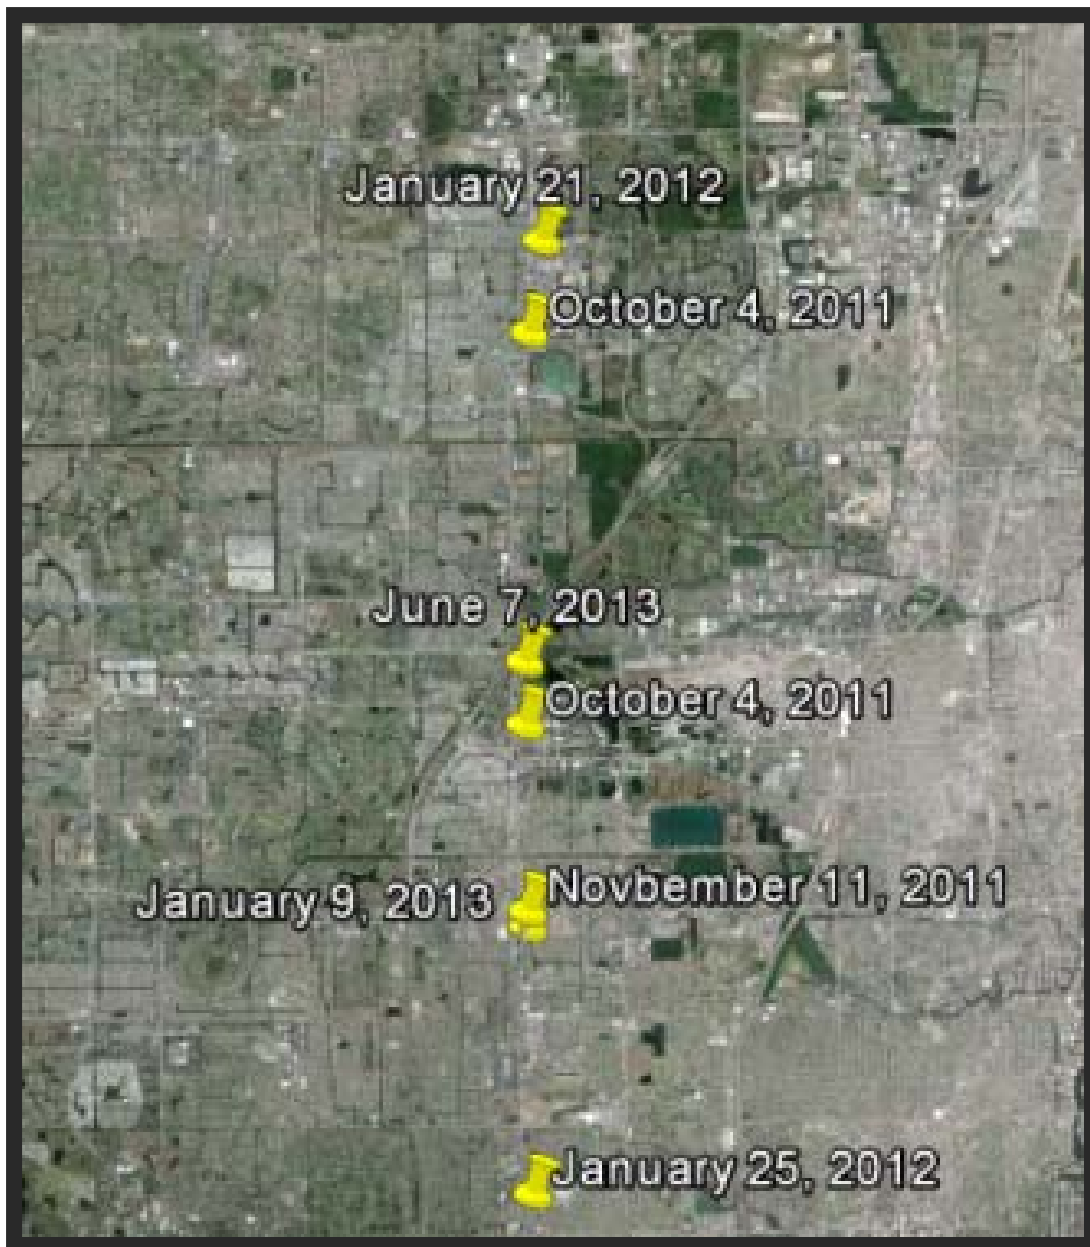 January 21, 2012
October 4, 2011
June 7, 2013
October 4, 2011
January 9, 2013
Novbember 11, 2011
January 25, 2012